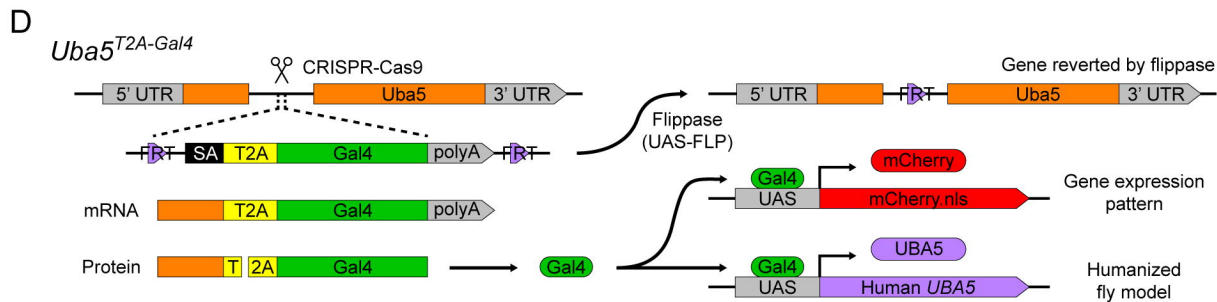 D
Uba5T2A-Gal4
CRISPR-Cas9
5' UTR
Uba5
3' UTR
FRT
SA
T2A
Gal4
polyA
FRT
mRNA
T2A
Gal4
polyA
Protein
T
2A
Gal4
Gal4
Flippase
(UAS-FLP)
Gene reverted by flippase
5' UTR
FRT
Uba5
3' UTR
Gal4
UAS
mCherry
mCherry.nls
Gene expression
pattern
Gal4
UAS
UBA5
Human UBA5
Humanized
fly model